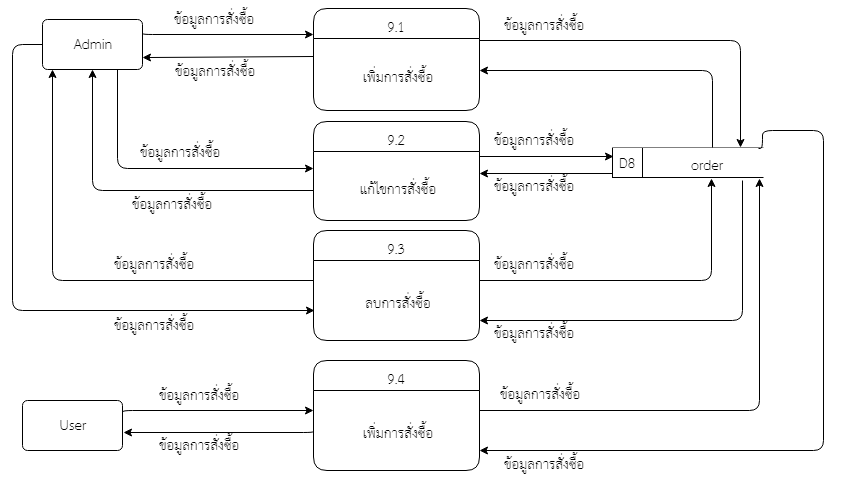 ข้อมูลการสั่งซื้อ
9.1
ข้อมูลการสั่งซื้อ
Admin
ข้อมูลการสั่งซื้อ
เพิ่มการสั่งซื้อ
9.2
ข้อมูลการสั่งซื้อ
ข้อมูลการสั่งซื้อ
D8
order
แก้ไขการสั่งซื้อ
ข้อมูลการสั่งซื้อ
ข้อมูลการสั่งซื้อ
9.3
ข้อมูลการสั่งซื้อ
ข้อมูลการสั่งซื้อ
ลบการสั่งซื้อ
ข้อมูลการสั่งซื้อ
ข้อมูลการสั่งซื้อ
9.4
ข้อมูลการสั่งซื้อ
ข้อมูลการสั่งซื้อ
User
เพิ่มการสั่งซื้อ
ข้อมูลการสั่งซื้อ
ข้อมูลการสั่งซื้อ